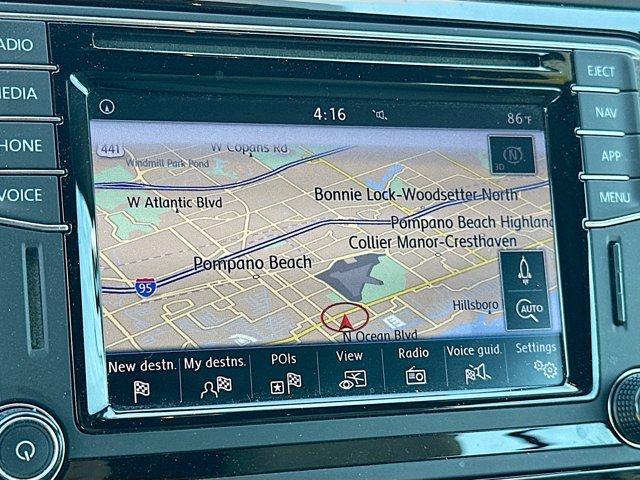 RADIO
MEDIA
PHONE
VOICE
EJECT
NAV
APP
MENU
4:16
86°F
441
W Copans Rd
Windmill Park Pond
3D N
W Atlantic Blvd
Bonnie Lock-Woodsetter North
Pompano Beach Highland
Collier Manor-Cresthaven
Pompano Beach
95
Hillsboro
AUTO
N Ocean Blvd
New destn.
My destns.
POIs
View
Radio
Voice guid.
Settings